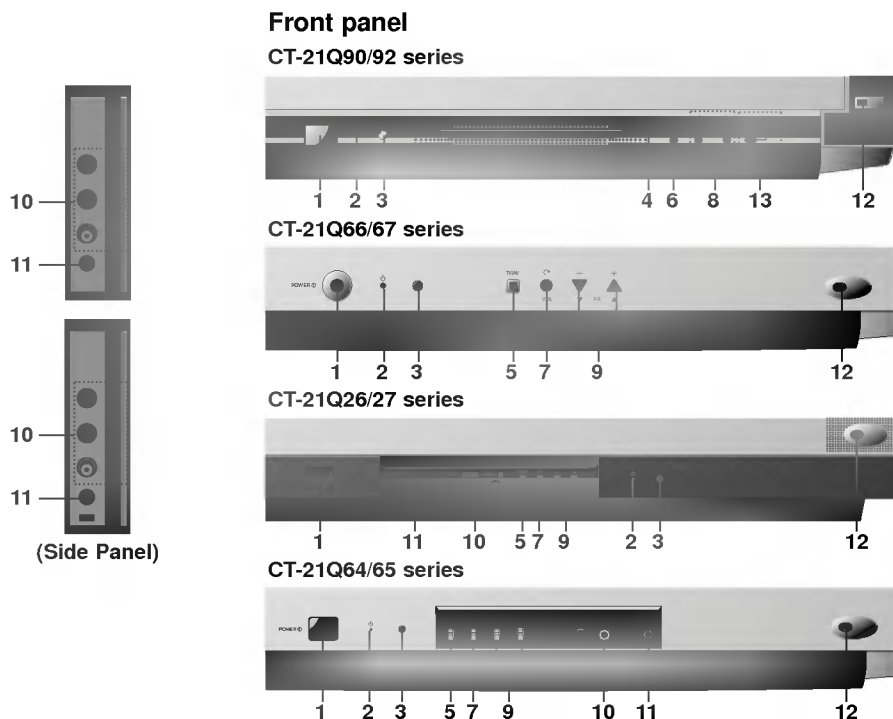 Front panel
CT-21Q90/92 series
1 2 3 4 6 8 13 12
10
11
CT-21Q66/67 series
POWER
TV/AV
- +
VOL PR
1 2 3 5 7 9 12
CT-21Q26/27 series
10
11
1 11 10 5 7 9 2 3 12
(Side Panel)
CT-21Q64/65 series
POWER
1 2 3 5 7 9 10 11 12